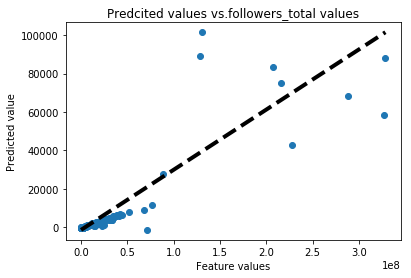 Predcited values vs.followers_total values
Predicted value
100000
80000
60000
40000
20000
0
0.0 0.5 1.0 1.5 2.0 2.5 3.0
1e8
Feature values